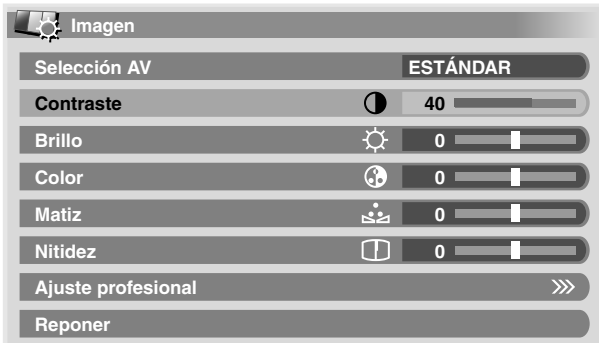 Imagen
Selección AV ESTÁNDAR
Contraste 40
Brillo 0
Color 0
Matiz 0
Nitidez 0
Ajuste profesional
Reponer